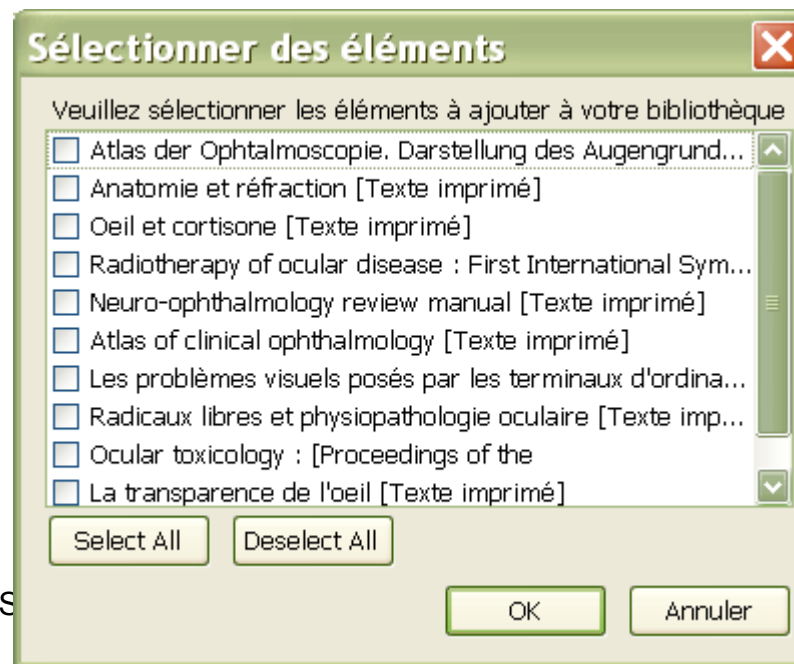 Sélectionner des éléments
Veuillez sélectionner les éléments à ajouter à votre bibliothèque
Atlas der Ophtalmoscopie. Darstellung des Augengrund...
Anatomie et réfraction [Texte imprimé]
Oeil et cortisone [Texte imprimé]
Radiotherapy of ocular disease : First International Sym...
Neuro-ophthalmology review manual [Texte imprimé]
Atlas of clinical ophthalmology [Texte imprimé]
Les problèmes visuels posés par les terminaux d'ordina...
Radicaux libres et physiopathologie oculaire [Texte imp...
Ocular toxicology : [Proceedings of the
La transparence de l'oeil [Texte imprimé]
Select All Deselect All
S
OK Annuler